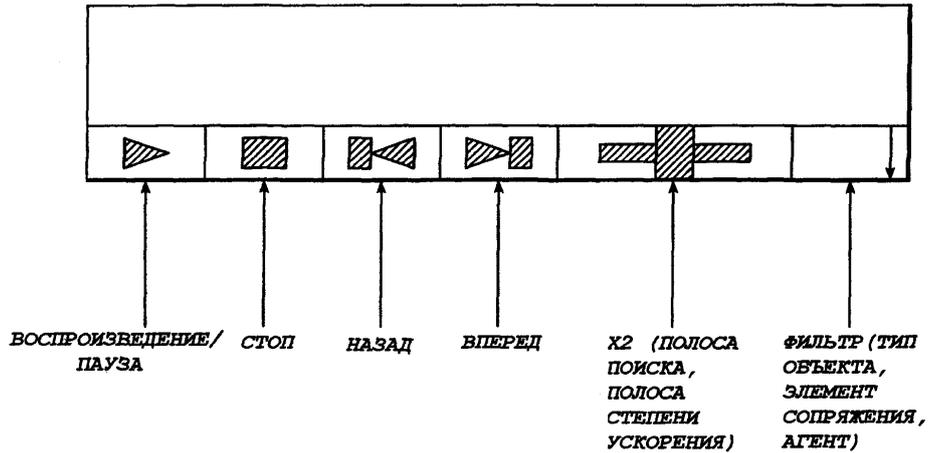 ВОСПРОИЗВЕДЕНИЕ/
ПАУЗА
СТОП
НАЗАД
ВПЕРЕД
X2 (ПОЛОСА
ПОИСКА,
ПОЛОСА
СТЕПЕНИ
УСКОРЕНИЯ)
ФИЛЬТР(ТИП
ОБЪЕКТА,
ЭЛЕМЕНТ
СОПРЯЖЕНИЯ,
АГЕНТ)